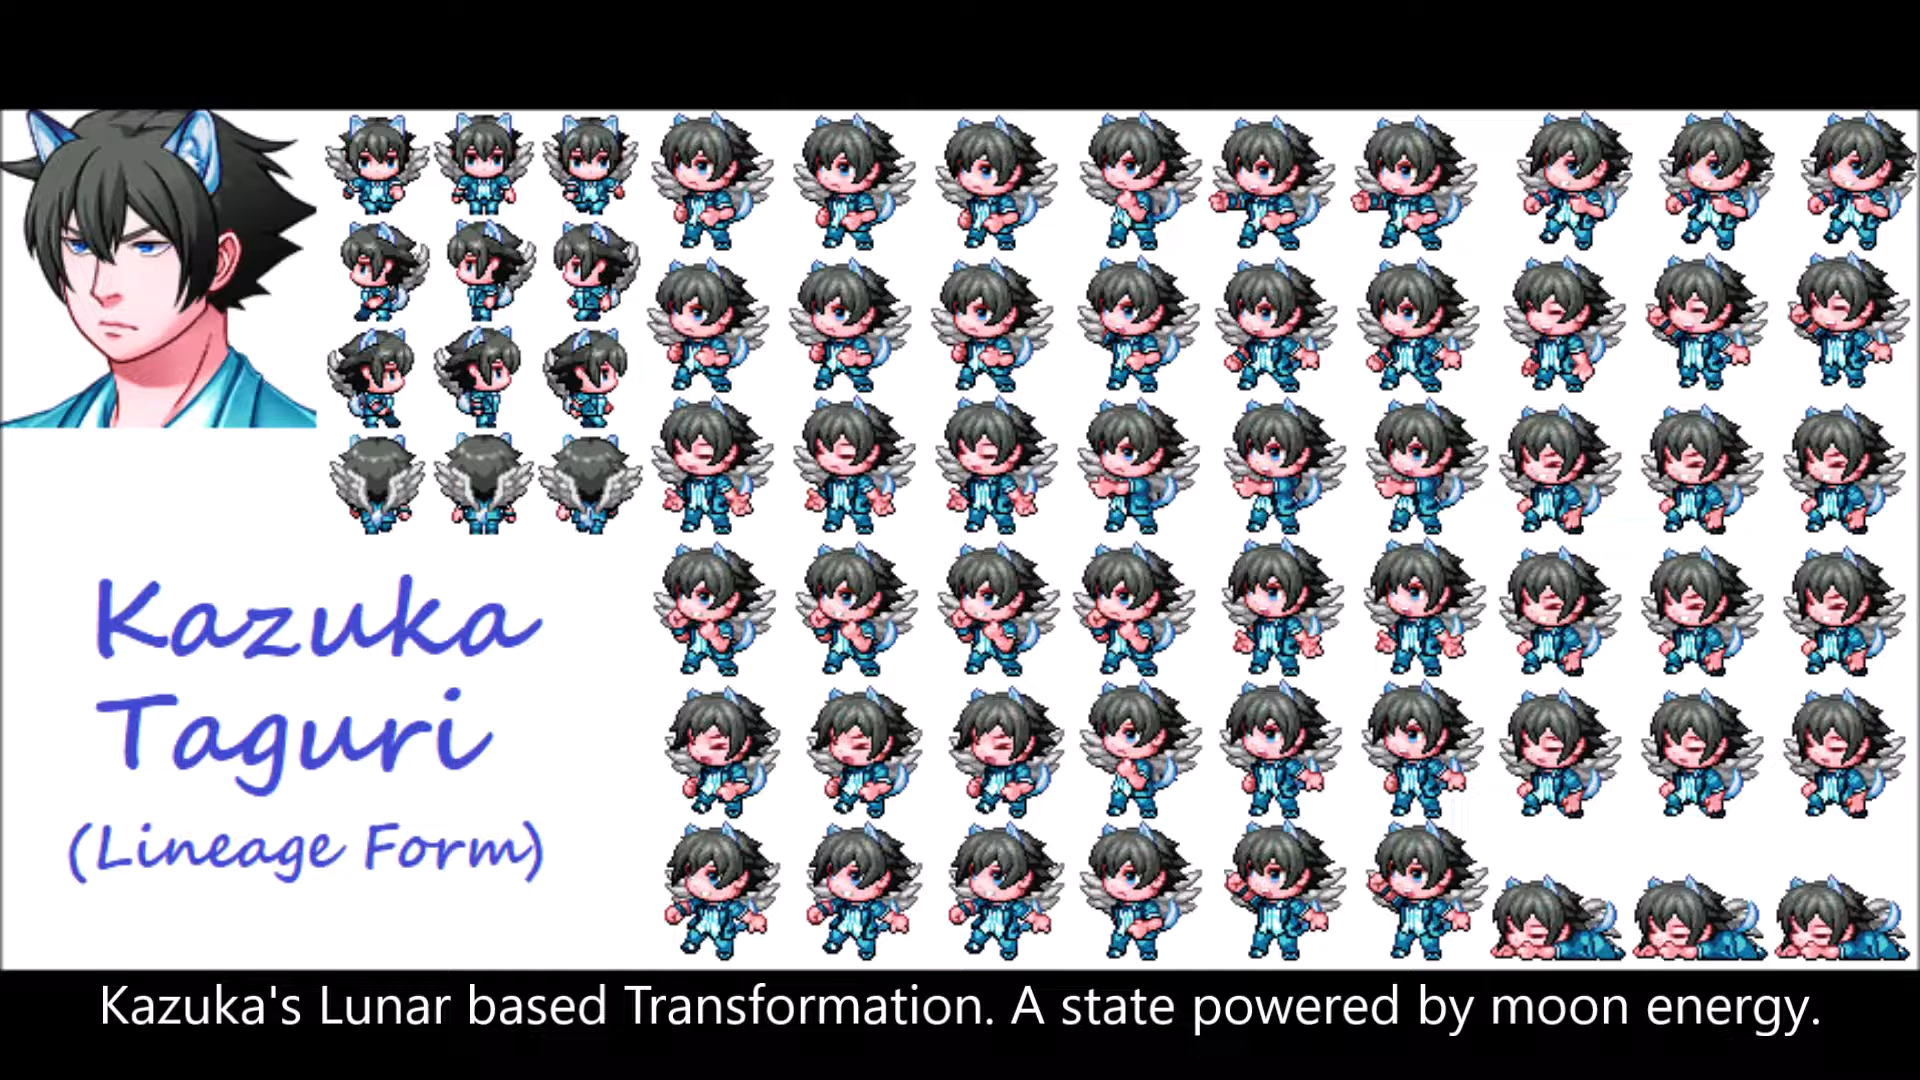 Kazuka
Taguri
(Lineage Form)
Kazuka's Lunar based Transformation. A state powered by moon energy.